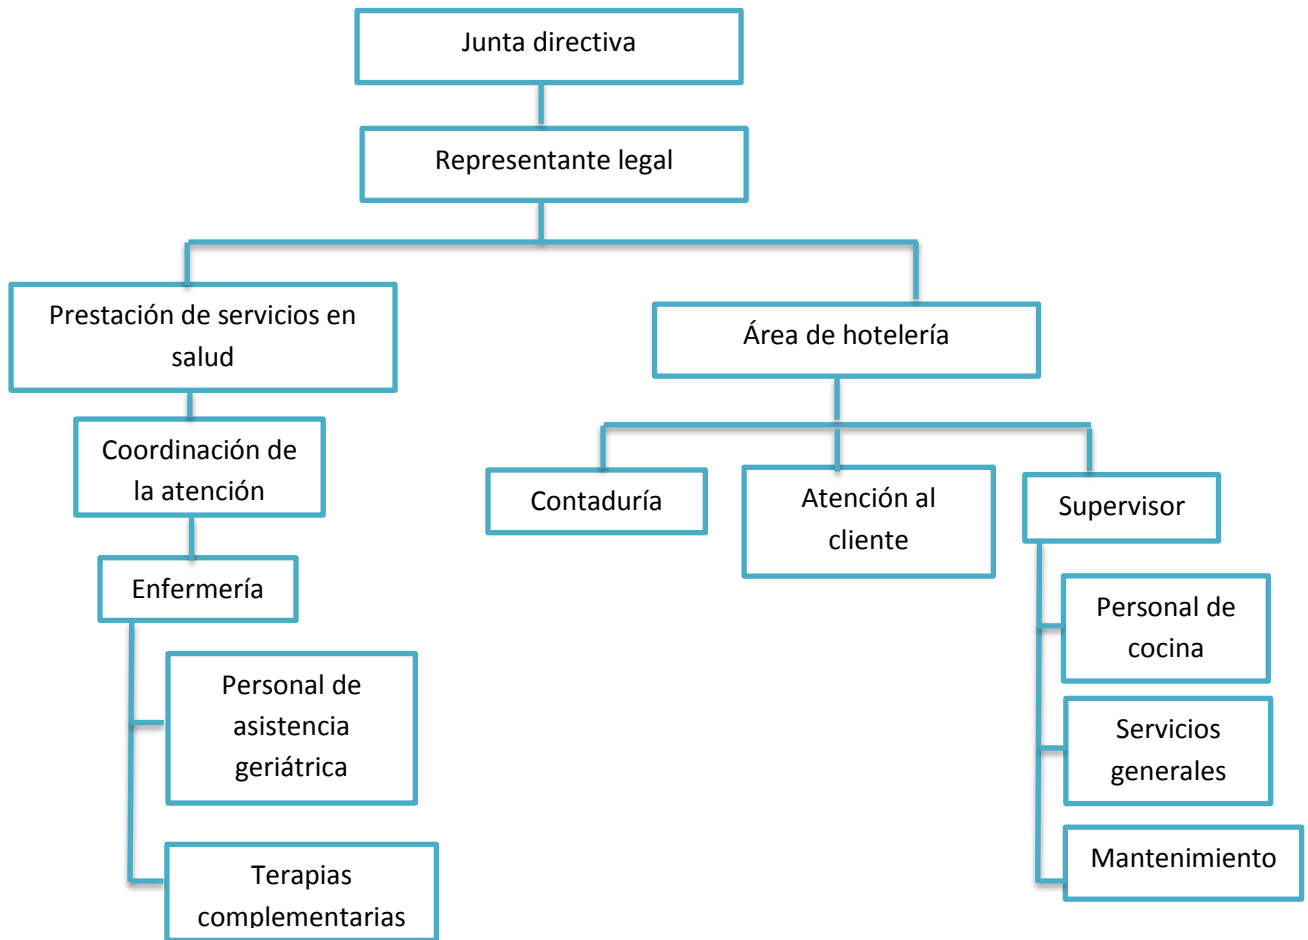 Junta directiva
Representante legal
Prestación de servicios en
salud
Área de hotelería
Coordinación de
la atención
Contaduría
Atención al
cliente
Supervisor
Enfermería
Personal de
cocina
Personal de
asistencia
geriátrica
Servicios
generales
Mantenimiento
Terapias
complementarias